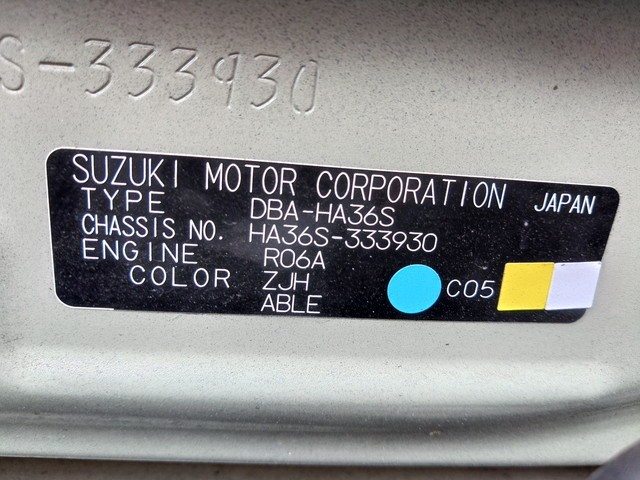 S-333930
SUZUKI MOTOR CORPORATION JAPAN
TYPE DBA-HA36S
CHASSIS NO. HA36S-333930
ENGINE R06A
COLOR ZJH C05
ABLE